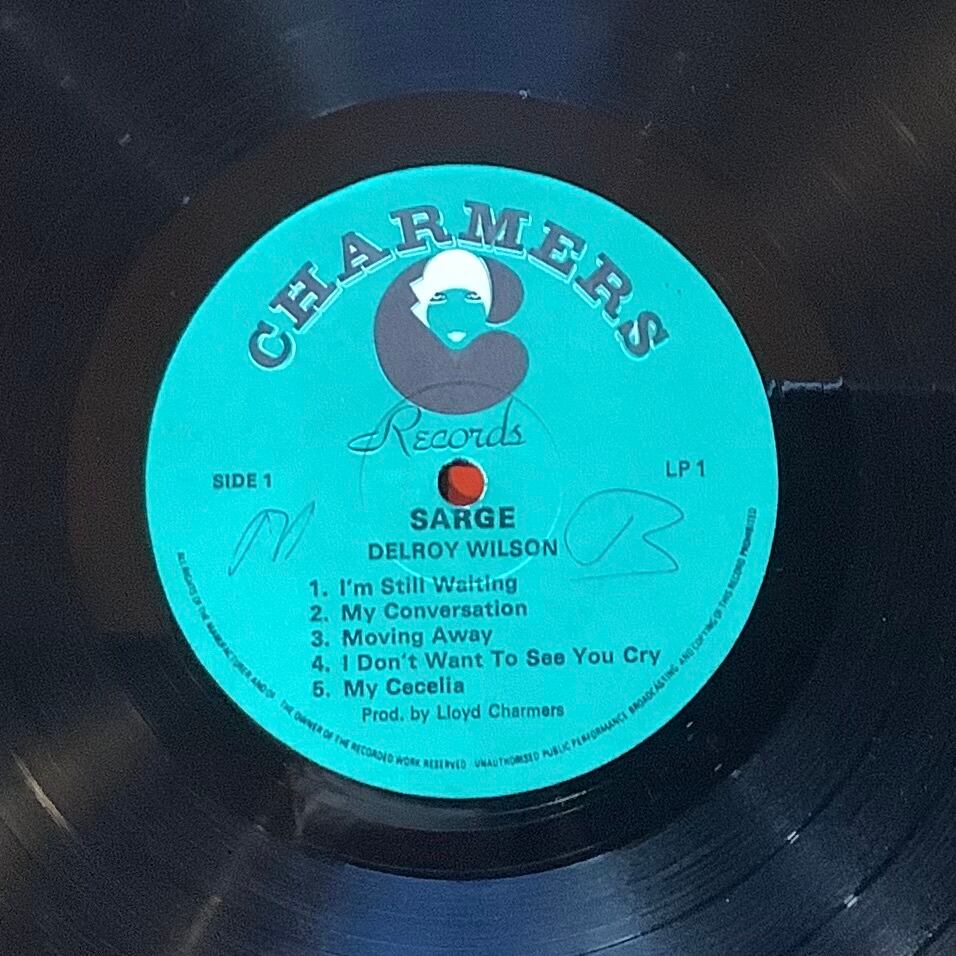 CHARMERS
Records
SIDE 1
LP 1
SARGE
DELROY WILSON
M
B
1. I'm Still Waiting
2. My Conversation
3. Moving Away
4. I Don't Want To See You Cry
5. My Cecelia
Prod. by Lloyd Charmers
ALL RIGHTS OF THE MANUFACTURER AND OF THE OWNER OF THE RECORDED WORK RESERVED · UNAUTHORISED PUBLIC PERFORMANCE BROADCASTING AND COPYING OF THIS RECORD PROHIBITED